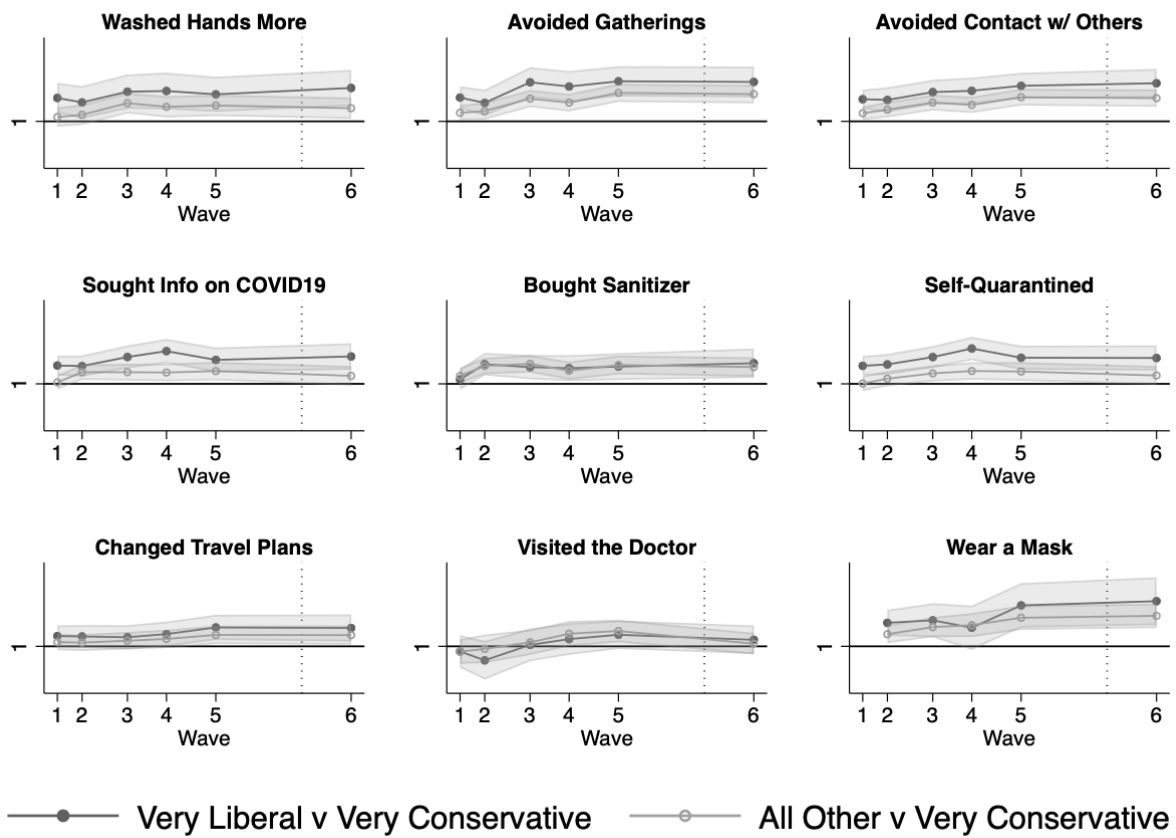 Washed Hands More
Avoided Gatherings
Avoided Contact w/ Others
1
1
1
1 2 3 4 5 6
1 2 3 4 5 6
1 2 3 4 5 6
Wave
Wave
Wave
Sought Info on COVID19
Bought Sanitizer
Self-Quarantined
1
1
1
1 2 3 4 5 6
1 2 3 4 5 6
1 2 3 4 5 6
Wave
Wave
Wave
Changed Travel Plans
Visited the Doctor
Wear a Mask
1
1
1
1 2 3 4 5 6
1 2 3 4 5 6
1 2 3 4 5 6
Wave
Wave
Wave
Very Liberal v Very Conservative
All Other v Very Conservative